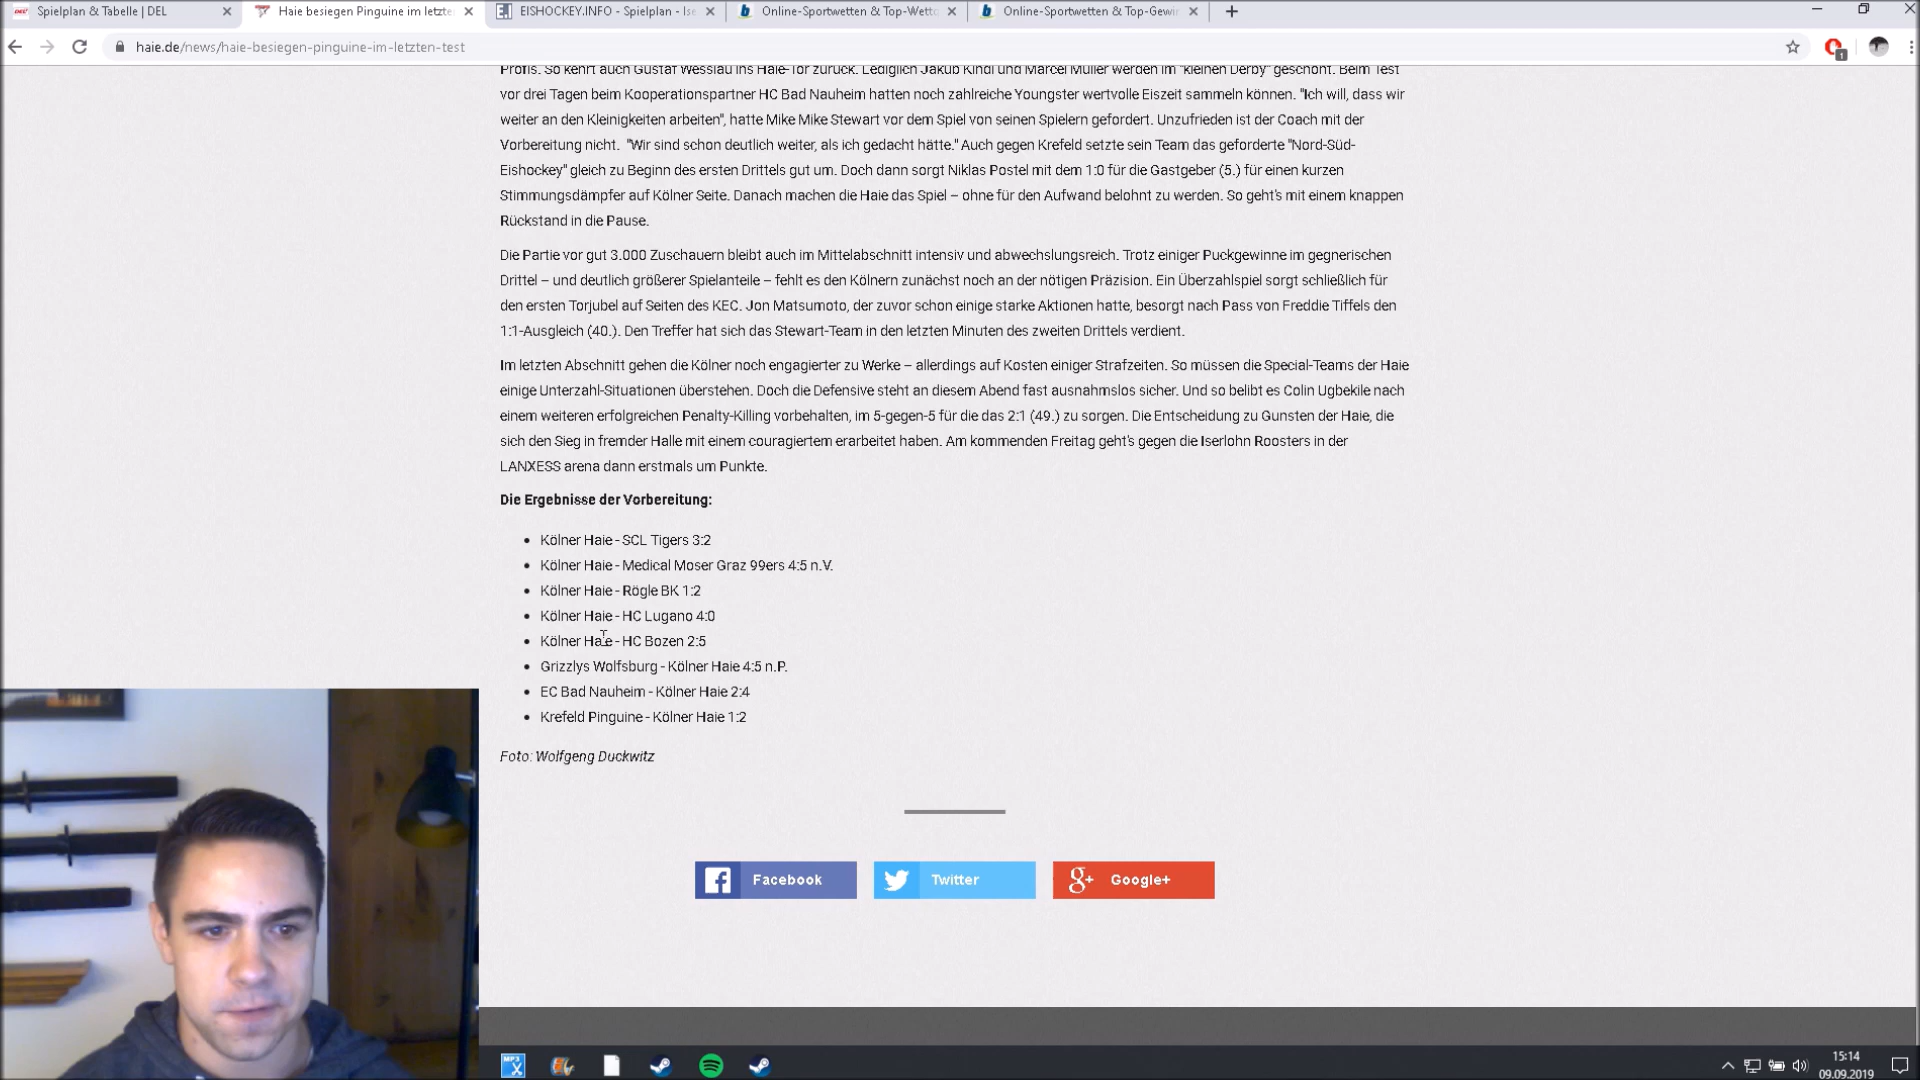 Spielplan & Tabelle | DEL
Haie besiegen Pinguine im letzte
EISHOCKEY.INFO - Spielplan - Ise
Online-Sportwetten & Top-Wettq
Online-Sportwetten & Top-Gewi
haie.de/news/haie-besiegen-pinguine-im-letzten-test
1
Profis. So kehrt auch Gustaf Wesslau ins Haie-Tor zurück. Lediglich Jakub Kindl und Marcel Müller werden im "kleinen Derby" geschont. Beim Test
vor drei Tagen beim Kooperationspartner HC Bad Nauheim hatten noch zahlreiche Youngster wertvolle Eiszeit sammeln können. "Ich will, dass wir
weiter an den Kleinigkeiten arbeiten", hatte Mike Mike Stewart vor dem Spiel von seinen Spielern gefordert. Unzufrieden ist der Coach mit der
Vorbereitung nicht. "Wir sind schon deutlich weiter, als ich gedacht hätte." Auch gegen Krefeld setzte sein Team das geforderte "Nord-Süd-
Eishockey" gleich zu Beginn des ersten Drittels gut um. Doch dann sorgt Niklas Postel mit dem 1:0 für die Gastgeber (5.) für einen kurzen
Stimmungsdämpfer auf Kölner Seite. Danach machen die Haie das Spiel – ohne für den Aufwand belohnt zu werden. So geht's mit einem knappen
Rückstand in die Pause.
Die Partie vor gut 3.000 Zuschauern bleibt auch im Mittelabschnitt intensiv und abwechslungsreich. Trotz einiger Puckgewinne im gegnerischen
Drittel – und deutlich größerer Spielanteile – fehlt es den Kölnern zunächst noch an der nötigen Präzision. Ein Überzahlspiel sorgt schließlich für
den ersten Torjubel auf Seiten des KEC. Jon Matsumoto, der zuvor schon einige starke Aktionen hatte, besorgt nach Pass von Freddie Tiffels den
1:1-Ausgleich (40.). Den Treffer hat sich das Stewart-Team in den letzten Minuten des zweiten Drittels verdient.
Im letzten Abschnitt gehen die Kölner noch engagierter zu Werke – allerdings auf Kosten einiger Strafzeiten. So müssen die Special-Teams der Haie
einige Unterzahl-Situationen überstehen. Doch die Defensive steht an diesem Abend fast ausnahmslos sicher. Und so belibt es Colin Ugbekile nach
einem weiteren erfolgreichen Penalty-Killing vorbehalten, im 5-gegen-5 für die das 2:1 (49.) zu sorgen. Die Entscheidung zu Gunsten der Haie, die
sich den Sieg in fremder Halle mit einem couragiertem erarbeitet haben. Am kommenden Freitag geht's gegen die Iserlohn Roosters in der
LANXESS arena dann erstmals um Punkte.
Die Ergebnisse der Vorbereitung:
Kölner Haie - SCL Tigers 3:2
Kölner Haie - Medical Moser Graz 99ers 4:5 n.V.
Kölner Haie - Rögle BK 1:2
Kölner Haie - HC Lugano 4:0
Kölner Haie - HC Bozen 2:5
Grizzlys Wolfsburg - Kölner Haie 4:5 n.P.
EC Bad Nauheim - Kölner Haie 2:4
Krefeld Pinguine - Kölner Haie 1:2
Foto: Wolfgeng Duckwitz
Facebook
Twitter
Google+
MP3
15:14
09.09.2019